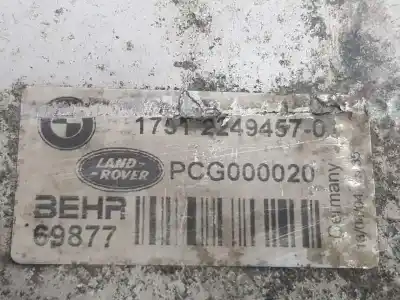 1751-2249457-0
LAND-
ROVER
PCG000020
BEHR
69877
Germany